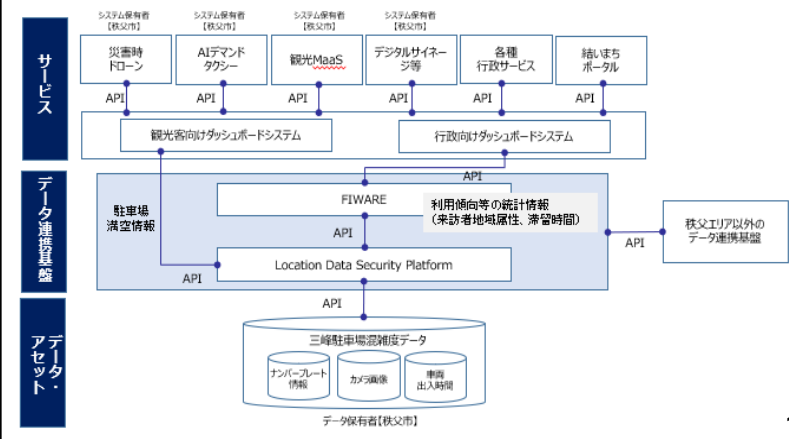 システム保有者
【秩父市】
システム保有者
【秩父市】
システム保有者
【秩父市】
システム保有者
【秩父市】
サービス
災害時
ドローン
AIデマンド
タクシー
観光MaaS
デジタルサイネー
ジ等
各種
行政サービス
結いまち
ポータル
API
API
API
API
API
API
観光客向けダッシュボードシステム
行政向けダッシュボードシステム
データ連携基盤
駐車場
満空情報
API
FIWARE
利用傾向等の統計情報
（来訪者地域属性、滞留時間）
API
秩父エリア以外の
データ連携基盤
API
Location Data Security Platform
API
API
データ・
アセット
三峰駐車場混雑度データ
ナンバープレート
情報
カメラ画像
車両
出入時間
データ保有者【秩父市】